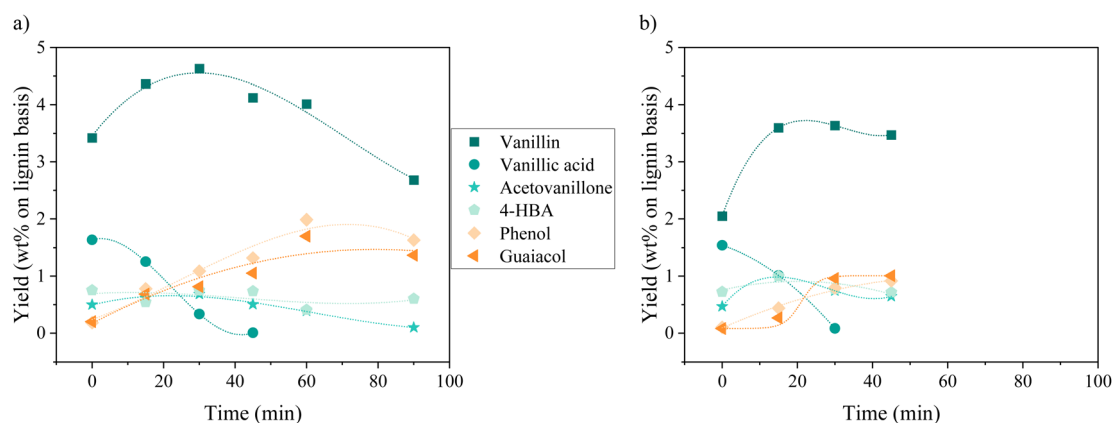 a)
Yield (wt% on lignin basis)
5
4
3
2
1
0
0
20
40
60
80
100
Time (min)
Vanillin
Vanillic acid
Acetovanillone
4-HBA
Phenol
Guaiacol
b)
Yield (wt% on lignin basis)
5
4
3
2
1
0
0
20
40
60
80
100
Time (min)